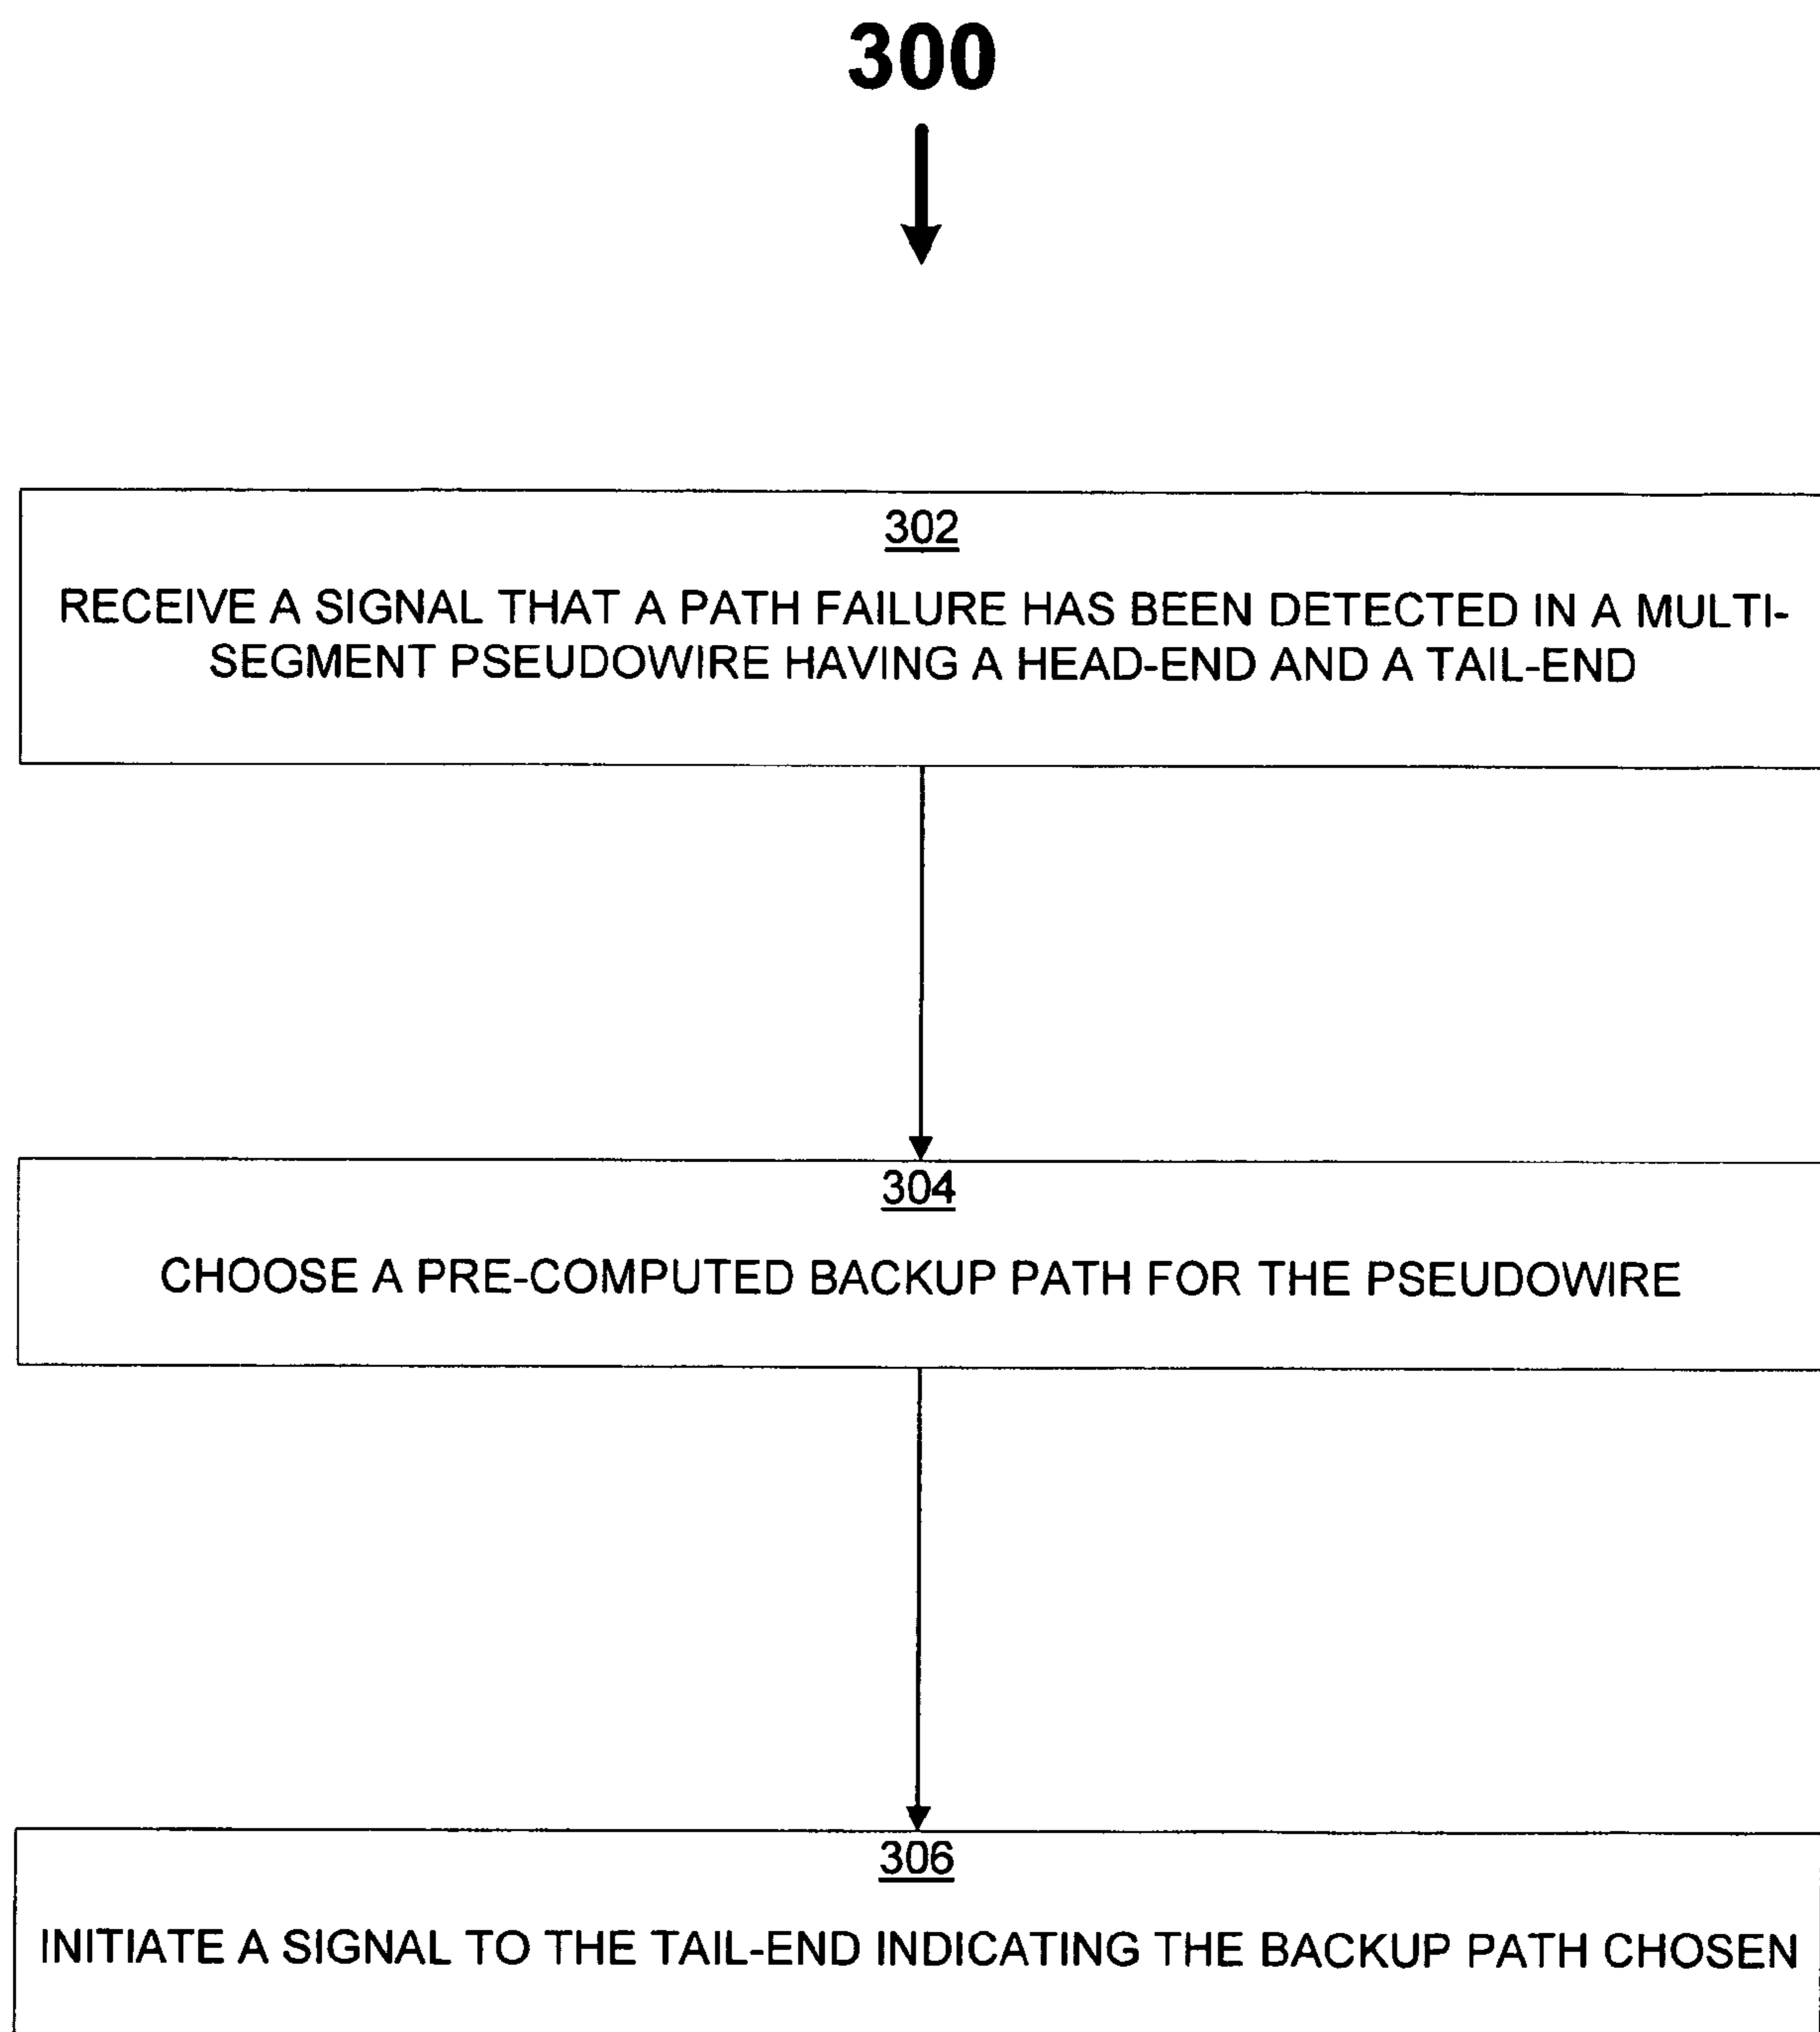 300
302
RECEIVE A SIGNAL THAT A PATH FAILURE HAS BEEN DETECTED IN A MULTI-
SEGMENT PSEUDOWIRE HAVING A HEAD-END AND A TAIL-END
304
CHOOSE A PRE-COMPUTED BACKUP PATH FOR THE PSEUDOWIRE
306
INITIATE A SIGNAL TO THE TAIL-END INDICATING THE BACKUP PATH CHOSEN